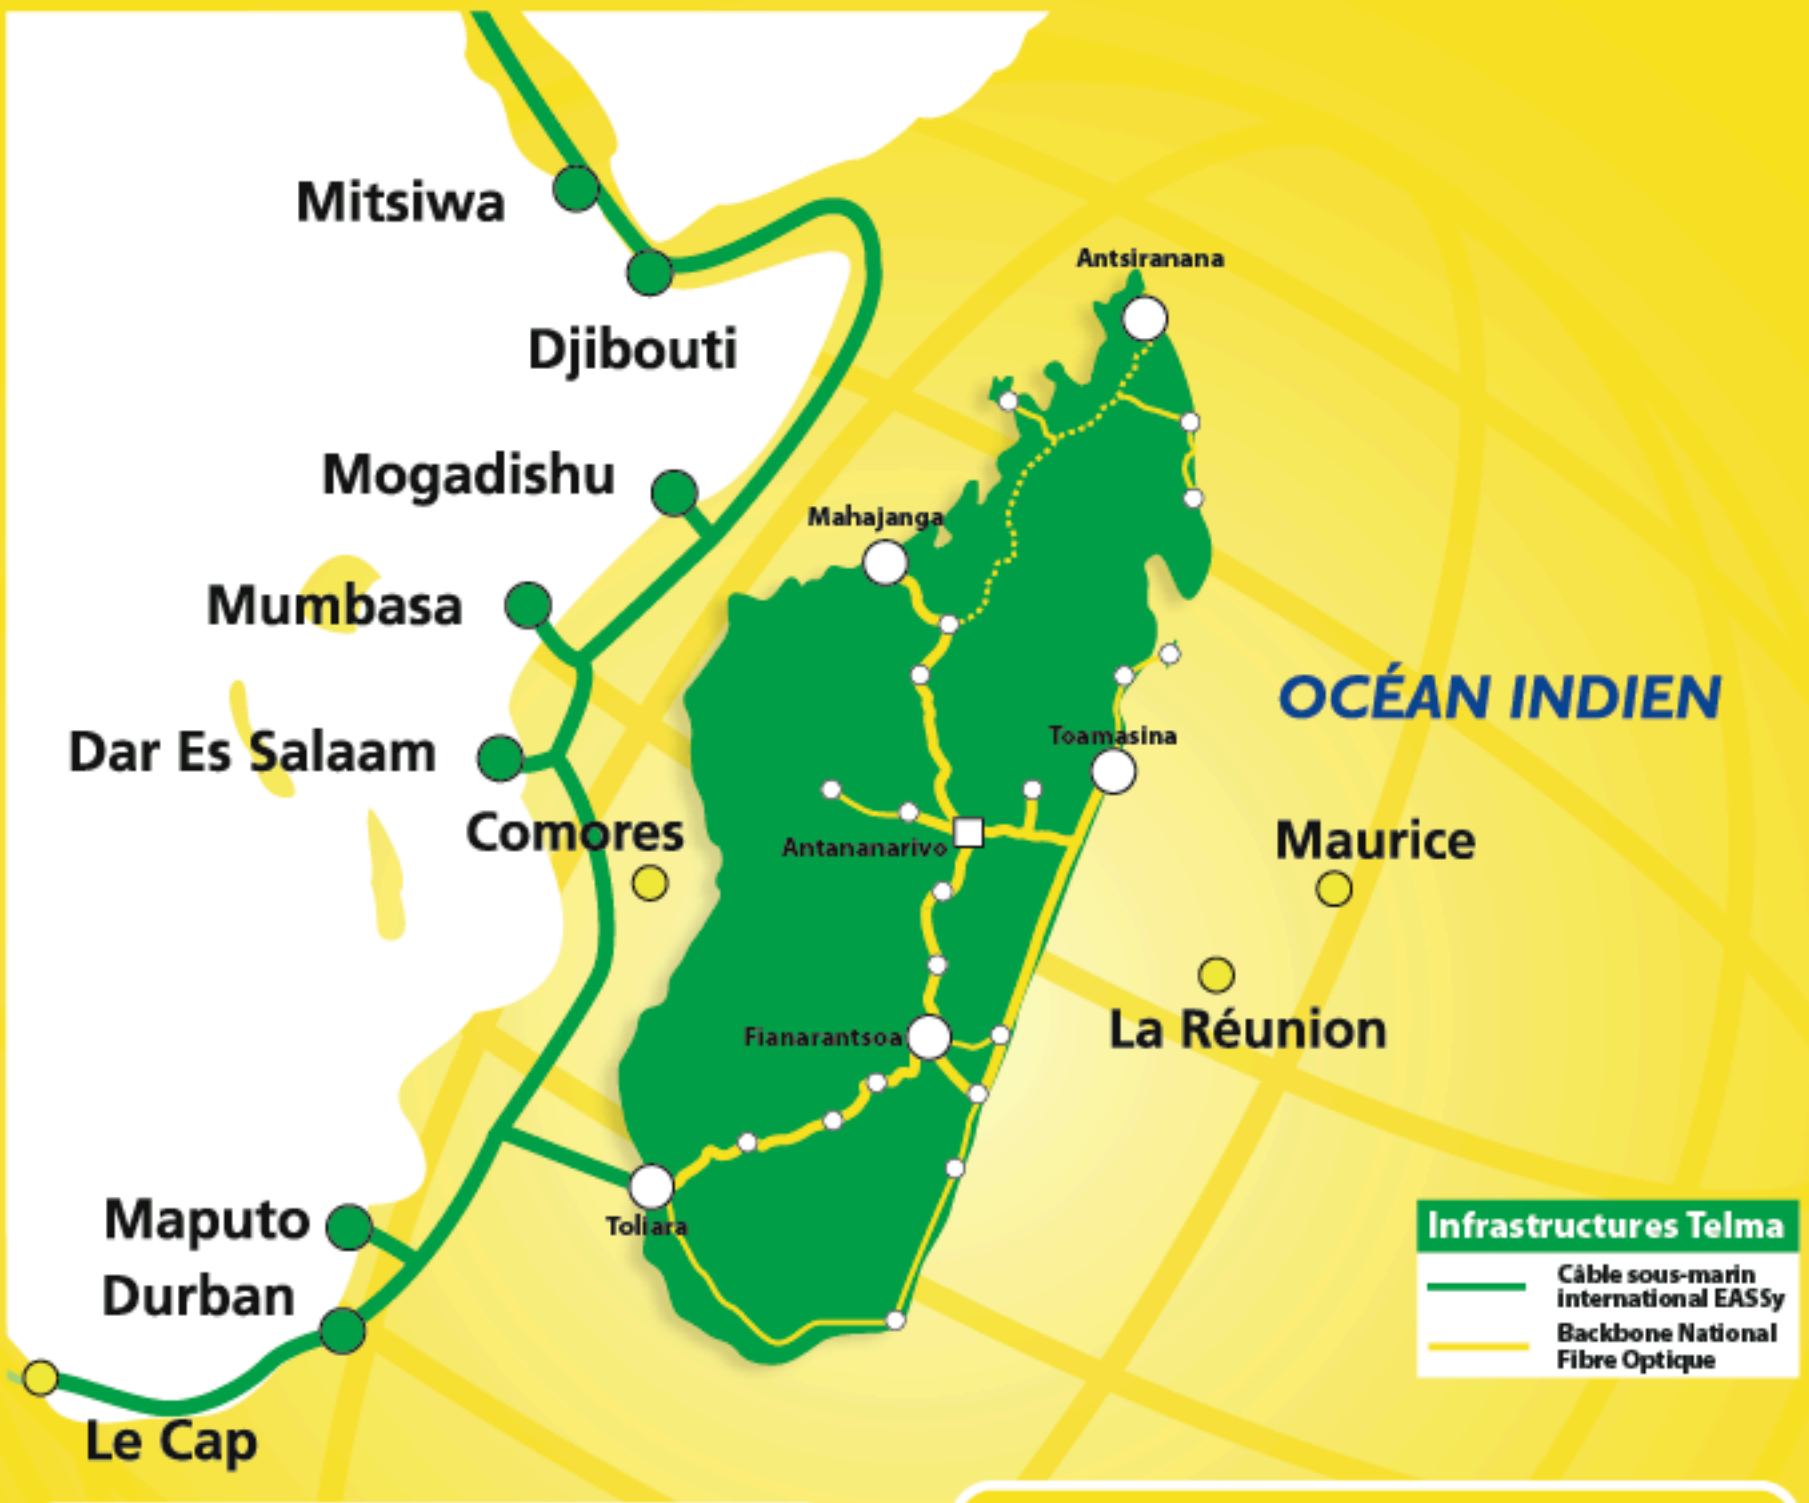 Mitsiwa
Antsiranana
Djibouti
Mogadishu
Mahajanga
Mumbasa
OCÉAN INDIEN
Dar Es Salaam
Toamasina
Comores
Antananarivo
Maurice
Fianarantsoa
La Réunion
Maputo
Toliara
Durban
Le Cap
Infrastructures Telma
Câble sous-marin
international EASSy
Backbone National
Fibre Optique